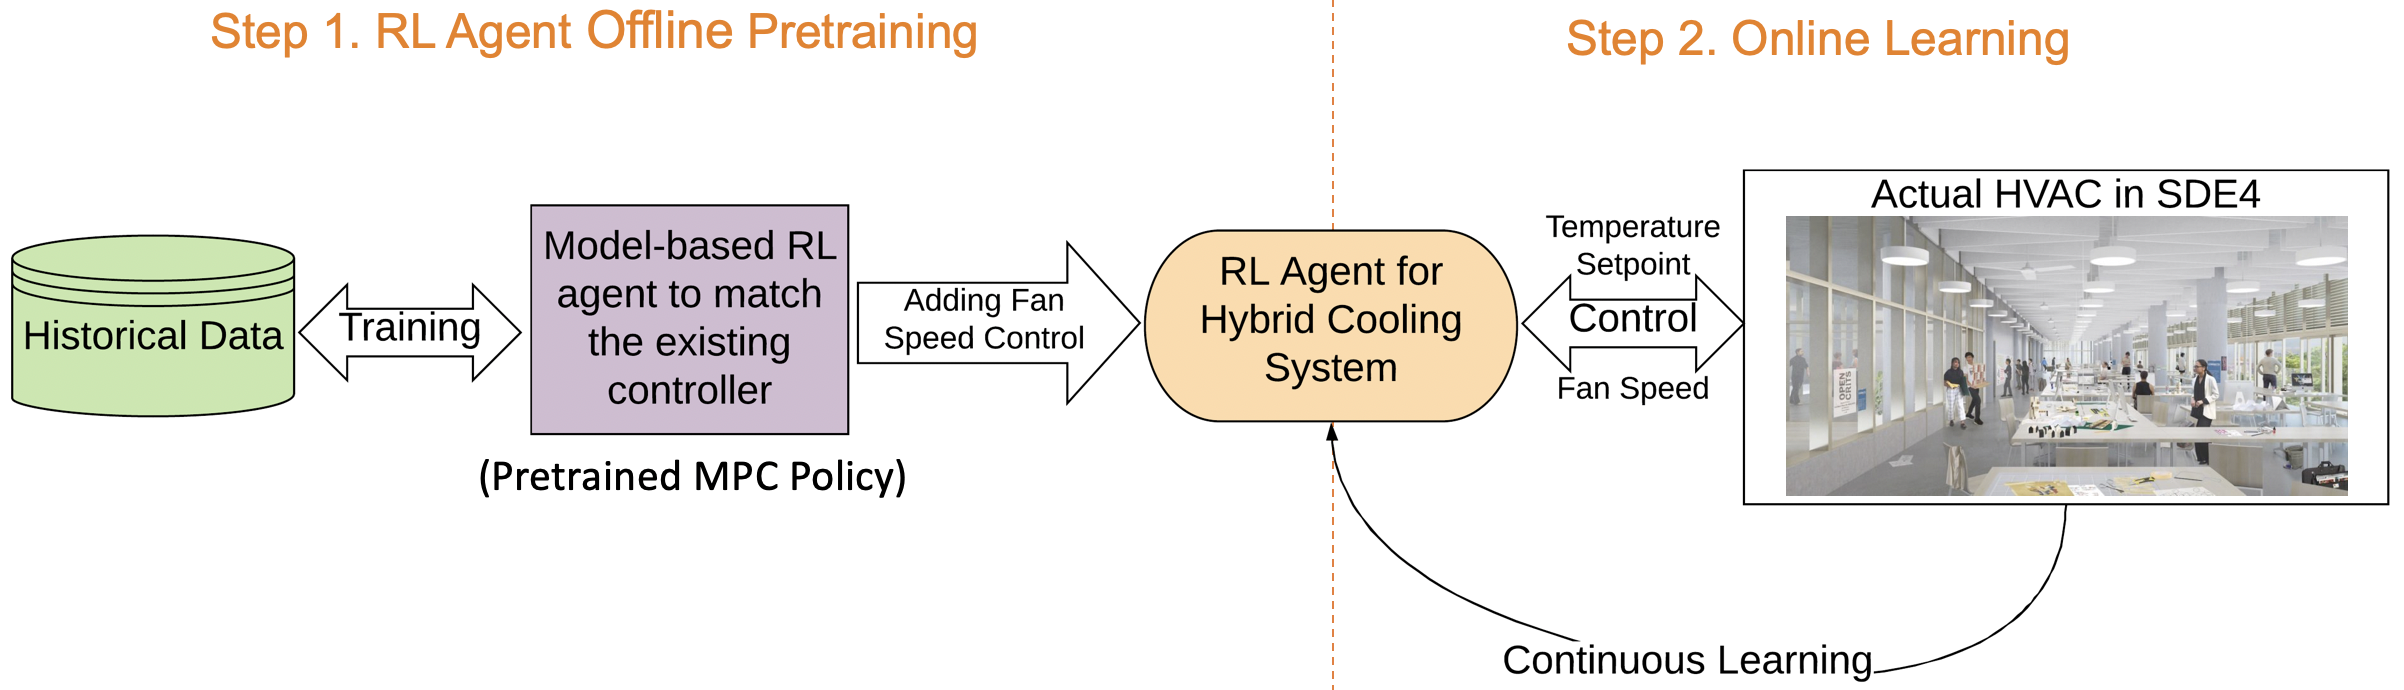 Step 1. RL Agent Offline Pretraining
Step 2. Online Learning
Historical Data
Training
Model-based RL
agent to match
the existing
controller
(Pretrained MPC Policy)
Adding Fan
Speed Control
RL Agent for
Hybrid Cooling
System
Temperature
Setpoint
Control
Fan Speed
Actual HVAC in SDE4
OPEN
CRITS
Continuous Learning